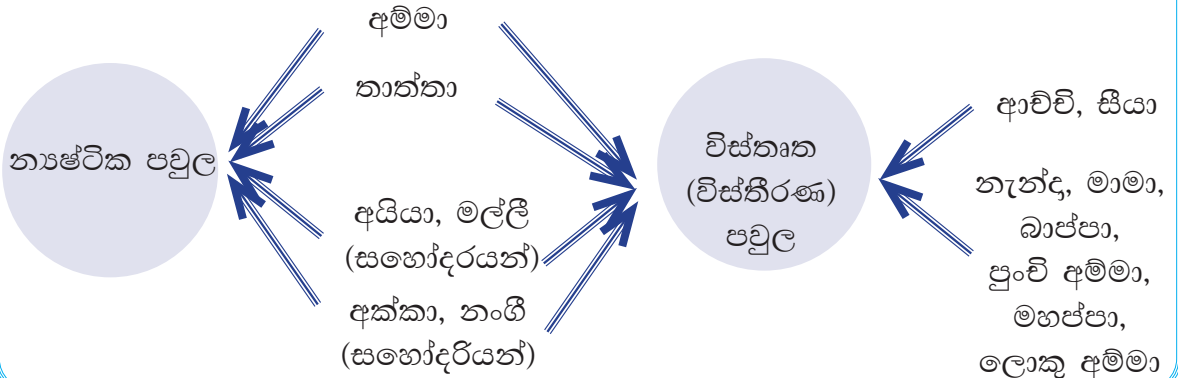 න්‍යෂ්ටික පවුල
අම්මා
තාත්තා
අයියා, මල්ලී
(සහෝදරයන්)
අක්කා, නංගී
(සහෝදරියන්)
විස්තෘත
(විස්තීරණ)
පවුල
ආච්චි, සීයා
නැන්දා, මාමා,
බාප්පා,
පුංචි අම්මා,
මහප්පා,
ලොකු අම්මා